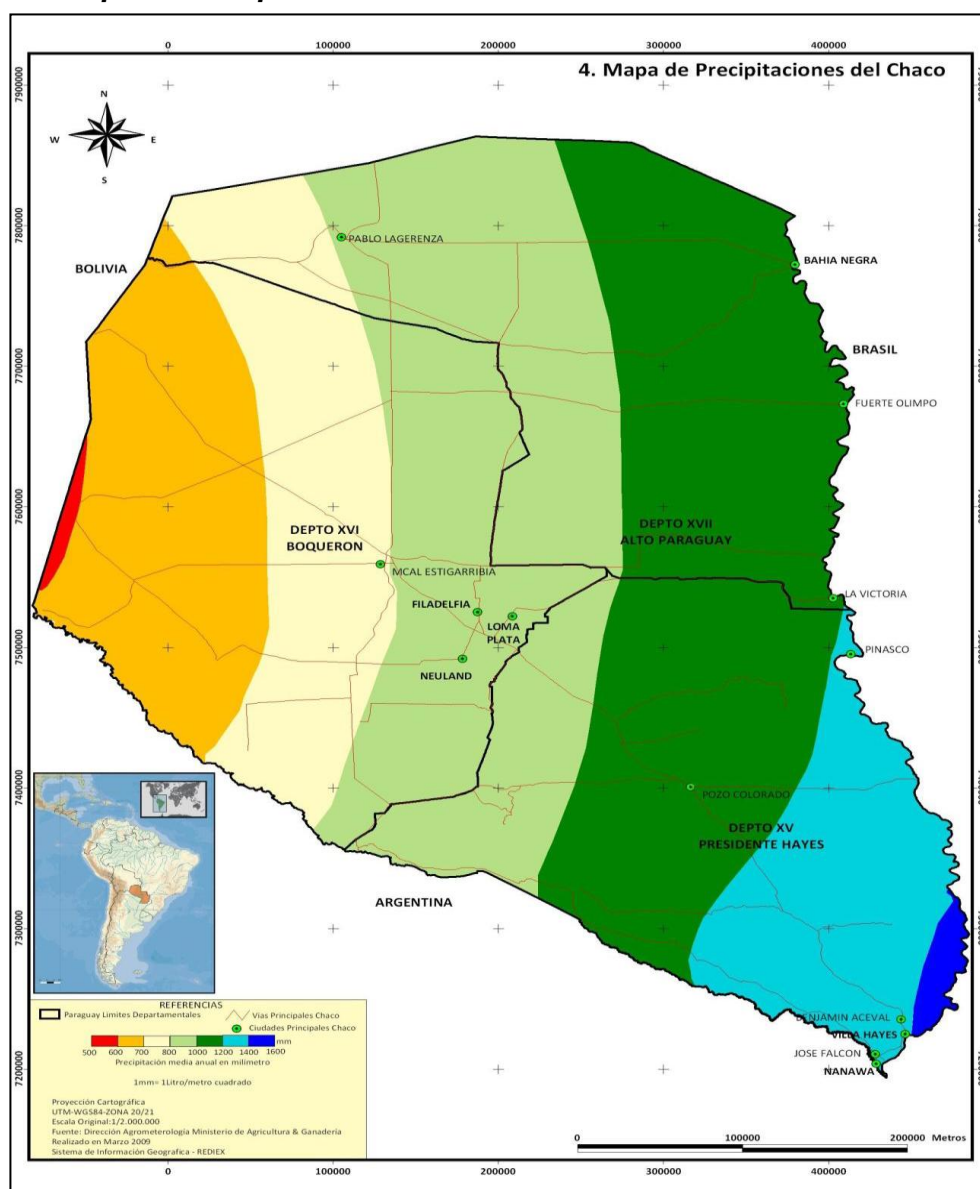 0 100000 200000 300000 400000
4. Mapa de Precipitaciones del Chaco
7900000
N
W E
S
7800000
PABLO LAGERENZA
BOLIVIA
BAHIA NEGRA
BRASIL
7700000
FUERTE OLIMPO
7600000
DEPTO XVI
BOQUERON
DEPTO XVII
ALTO PARAGUAY
MCAL ESTIGARRIBIA
LA VICTORIA
FILADELFIA
LOMA
PLATA
7500000
PINASCO
NEULAND
7400000
POZO COLORADO
DEPTO XV
PRESIDENTE HAYES
ARGENTINA
7300000
REFERENCIAS
Paraguay Limites Departamentales
Vias Principales Chaco
Ciudades Principales Chaco
mm
500 600 700 800 1000 1200 1400 1600
Precipitación media anual en milimetro
1mm= 1Litro/metro cuadrado
BENJAMIN ACEVAL
VILLA HAYES
JOSE FALCON
NANAWA
7200000
Proyección Cartográfica
UTM-WGS84-ZONA 20/21
Escala Original:1/2.000.000
Fuente: Dirección Agrometerología Ministerio de Agricultura & Ganadería
Realizado en Marzo 2009
Sistema de Información Geografica - REDIEX
0 100000 200000 Metros
0 100000 200000 300000 400000